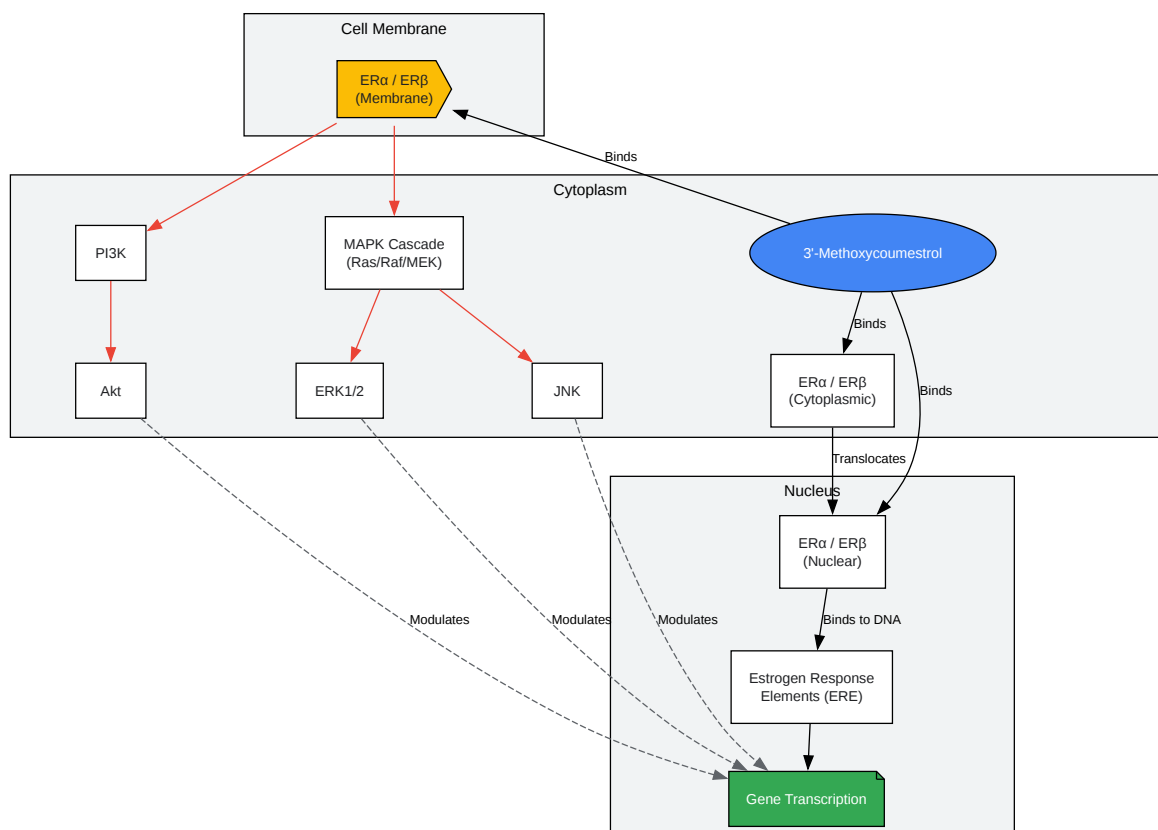 Cell Membrane
ERα / ERβ
(Membrane)
Binds
Cytoplasm
PI3K
MAPK Cascade
(Ras/Raf/MEK)
3'-Methoxycoumestrol
Binds
Akt
ERK1/2
JNK
ERα / ERβ
(Cytoplasmic)
Binds
Translocates
Nucleus
ERα / ERβ
(Nuclear)
Modulates
Modulates
Modulates
Binds to DNA
Estrogen Response
Elements (ERE)
Gene Transcription